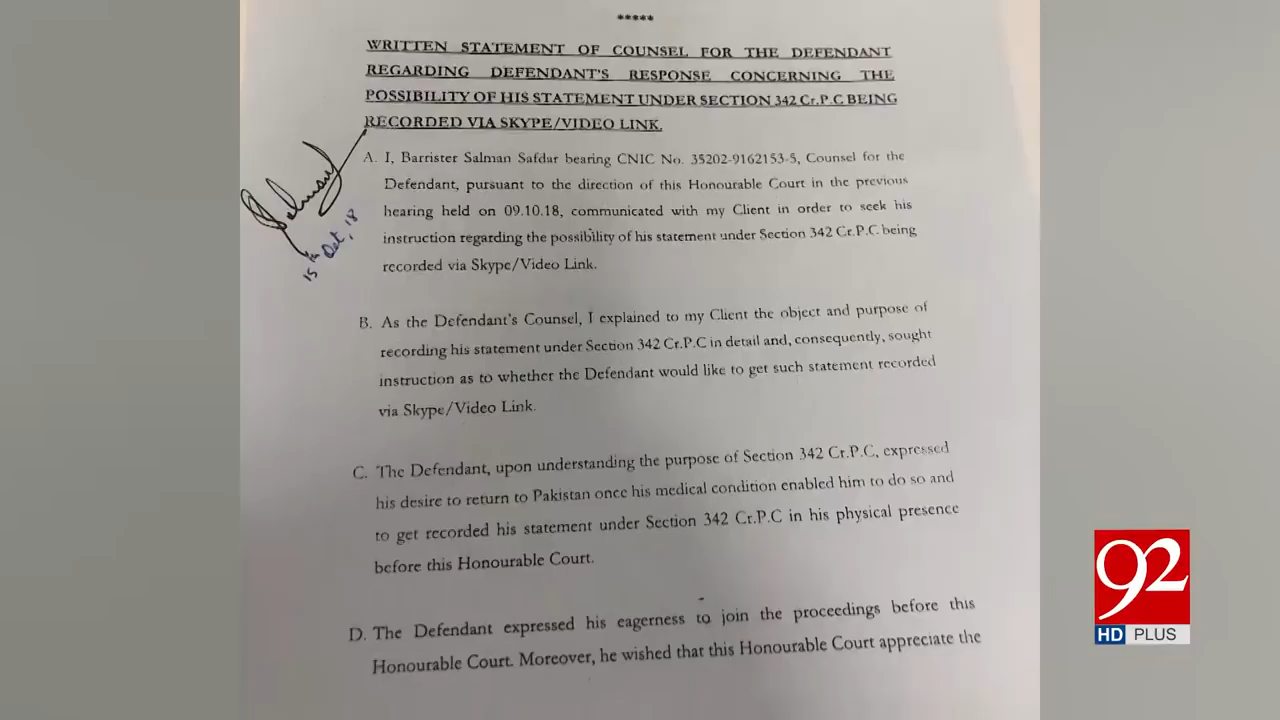 *****
WRITTEN STATEMENT OF COUNSEL FOR THE DEFENDANT
REGARDING DEFENDANT'S RESPONSE CONCERNING THE
POSSIBILITY OF HIS STATEMENT UNDER SECTION 342 Cr.P.C BEING
RECORDED VIA SKYPE/VIDEO LINK.
A. I, Barrister Salman Safdar bearing CNIC No. 35202-9162153-5, Counsel for the
Defendant, pursuant to the direction of this Honourable Court in the previous
hearing held on 09.10.18, communicated with my Client in order to seek his
instruction regarding the possibility of his statement under Section 342 Cr.P.C. being
recorded via Skype/Video Link.
Salman
15th Oct, 18
B. As the Defendant's Counsel, I explained to my Client the object and purpose of
recording his statement under Section 342 Cr.P.C in detail and, consequently, sought
instruction as to whether the Defendant would like to get such statement recorded
via Skype/Video Link.
C. The Defendant, upon understanding the purpose of Section 342 Cr.P.C, expressed
his desire to return to Pakistan once his medical condition enabled him to do so and
to get recorded his statement under Section 342 Cr.P.C in his physical presence
before this Honourable Court.
D. The Defendant expressed his eagerness to join the proceedings before this
Honourable Court. Moreover, he wished that this Honourable Court appreciate the
92
HD PLUS